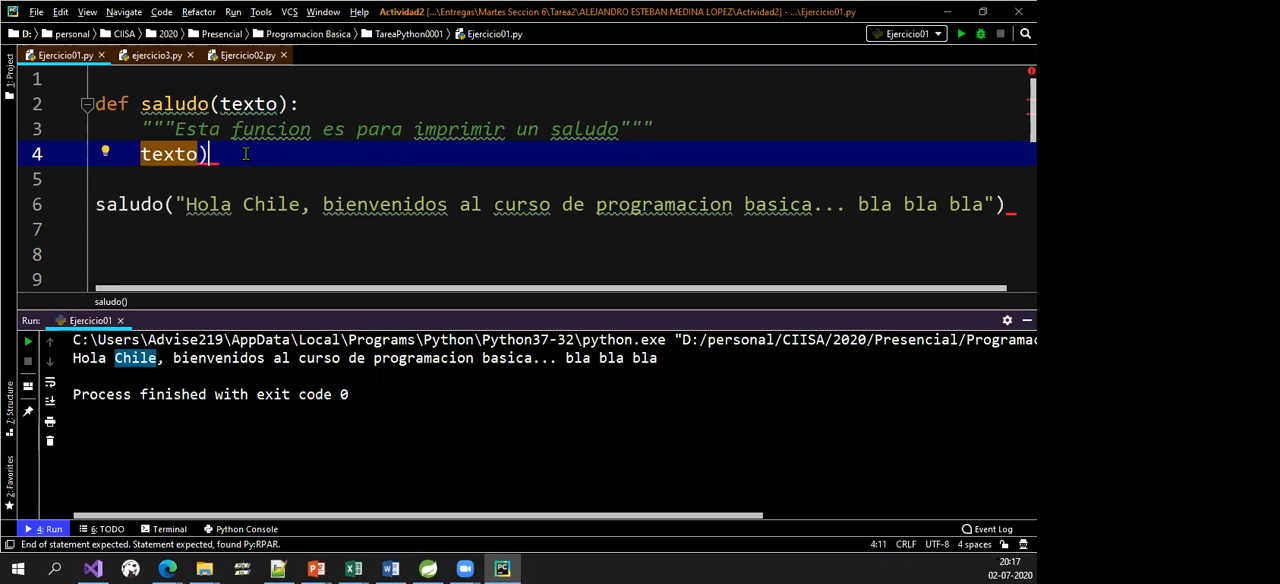 File Edit View Navigate Code Refactor Run Tools VCS Window Help Actividad2 [...\Entregas\Martes Seccion 6\Tarea2\ALEJANDRO ESTEBAN MEDINA LOPEZ\Actividad2] - ...\Ejercicio01.py
D: personal CIISA 2020 Presencial Programacion Basica TareaPython0001 Ejercicio01.py Ejercicio01
Ejercicio01.py ejercicio3.py Ejercicio02.py
1: Project
1
2 def saludo(texto):
3 """Esta funcion es para imprimir un saludo"""
4 texto)
5
6 saludo("Hola Chile, bienvenidos al curso de programacion basica... bla bla bla")
7
8
9
saludo()
Run: Ejercicio01
C:\Users\Advise219\AppData\Local\Programs\Python\Python37-32\python.exe "D:/personal/CIISA/2020/Presencial/Programac
Hola Chile, bienvenidos al curso de programacion basica... bla bla bla
Process finished with exit code 0
7: Structure
2: Favorites
4: Run 6: TODO Terminal Python Console Event Log
End of statement expected. Statement expected, found Py:RPAR. 4:11 CRLF UTF-8 4 spaces
20:17
02-07-2020